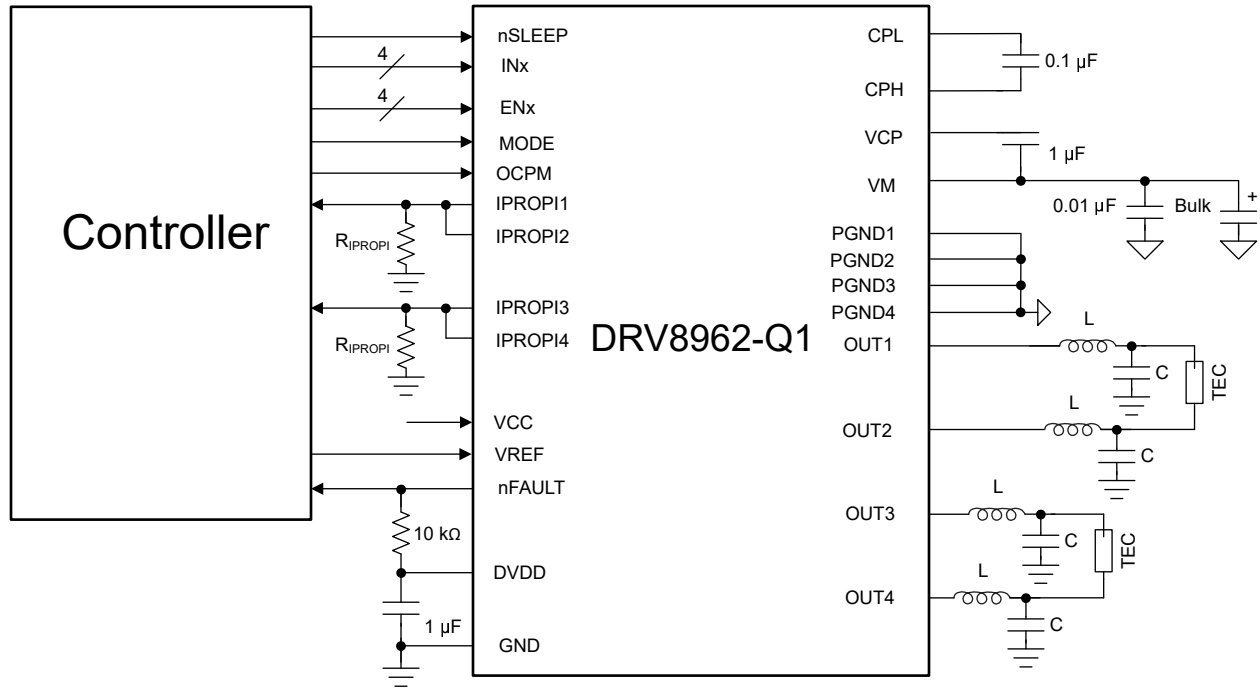 Controller
nSLEEP
4
INx
4
ENx
MODE
OCPM
IPROPI1
IPROPI2
RIPROPI
IPROPI3
IPROPI4
RIPROPI
VCC
VREF
nFAULT
10 kΩ
DVDD
1 µF
GND
DRV8962-Q1
CPL
0.1 µF
CPH
VCP
1 µF
VM
0.01 µF
Bulk
+
PGND1
PGND2
PGND3
PGND4
OUT1
L
C
TEC
OUT2
L
C
OUT3
L
C
TEC
OUT4
L
C